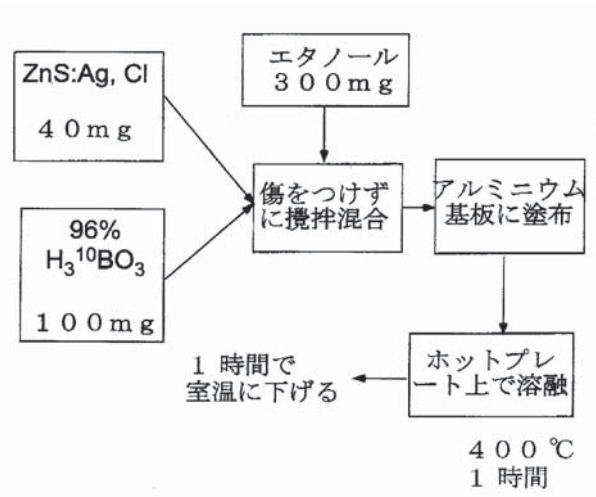 ZnS:Ag, Cl
４０ｍｇ
エタノール
３００ｍｇ
96%
H₃¹⁰BO₃
１００ｍｇ
傷をつけず
に攪拌混合
アルミニウム
基板に塗布
ホットプレ
ート上で溶融
４００℃
１時間
１時間で
室温に下げる